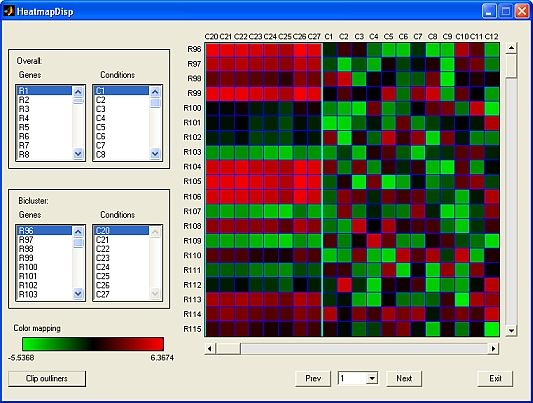 HeatmapDisp
C20 C21 C22 C23 C24 C25 C26 C27 C1 C2 C3 C4 C5 C6 C7 C8 C9 C10 C11 C12
Overall:
Genes Conditions
R1 C1
R2 C2
R3 C3
R4 C4
R5 C5
R6 C6
R7 C7
R8 C8
Bicluster:
Genes Conditions
R96 C20
R97 C21
R98 C22
R99 C23
R100 C24
R101 C25
R102 C26
R103 C27
Color mapping
-5.5368 6.3674
Clip outliners
R96
R97
R98
R99
R100
R101
R102
R103
R104
R105
R106
R107
R108
R109
R110
R111
R112
R113
R114
R115
Prev 1 Next Exit